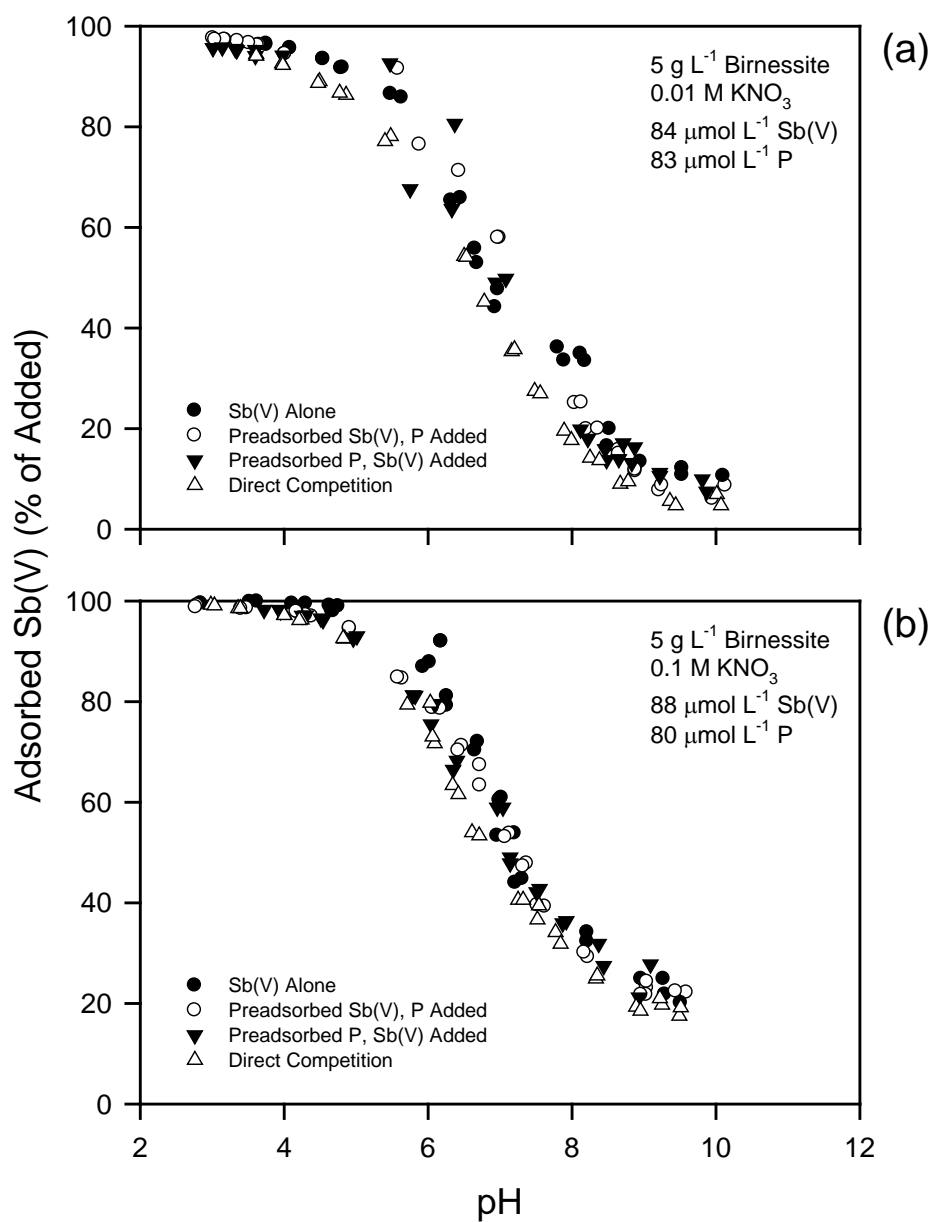 Adsorbed Sb(V) (% of Added)
(a)
100
80
60
40
20
0
5 g L⁻¹ Birnessite
0.01 M KNO₃
84 μmol L⁻¹ Sb(V)
83 μmol L⁻¹ P
Sb(V) Alone
Preadsorbed Sb(V), P Added
Preadsorbed P, Sb(V) Added
Direct Competition
(b)
100
80
60
40
20
0
5 g L⁻¹ Birnessite
0.1 M KNO₃
88 μmol L⁻¹ Sb(V)
80 μmol L⁻¹ P
Sb(V) Alone
Preadsorbed Sb(V), P Added
Preadsorbed P, Sb(V) Added
Direct Competition
2 4 6 8 10 12
pH